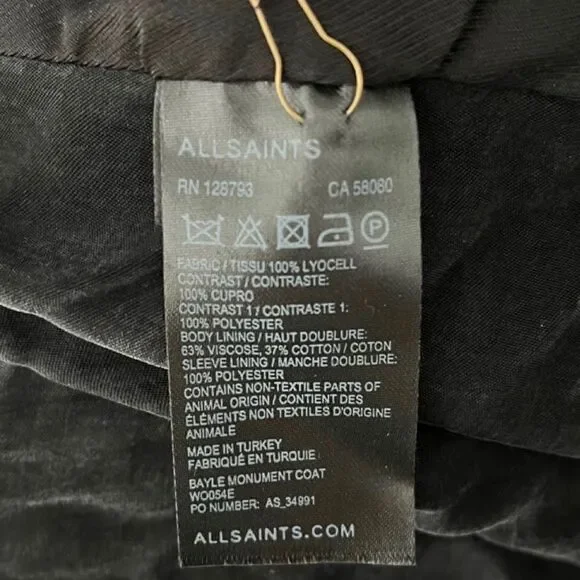 ALLSAINTS
RN 128793 CA 58080
P
FABRIC / TISSU 100% LYOCELL
CONTRAST / CONTRASTE:
100% CUPRO
CONTRAST 1 / CONTRASTE 1:
100% POLYESTER
BODY LINING / HAUT DOUBLURE:
63% VISCOSE, 37% COTTON / COTON
SLEEVE LINING / MANCHE DOUBLURE:
100% POLYESTER
CONTAINS NON-TEXTILE PARTS OF
ANIMAL ORIGIN / CONTIENT DES
ÉLÉMENTS NON TEXTILES D'ORIGINE
ANIMALE
MADE IN TURKEY
FABRIQUÉ EN TURQUIE
BAYLE MONUMENT COAT
WO054E
PO NUMBER: AS_34991
ALLSAINTS.COM